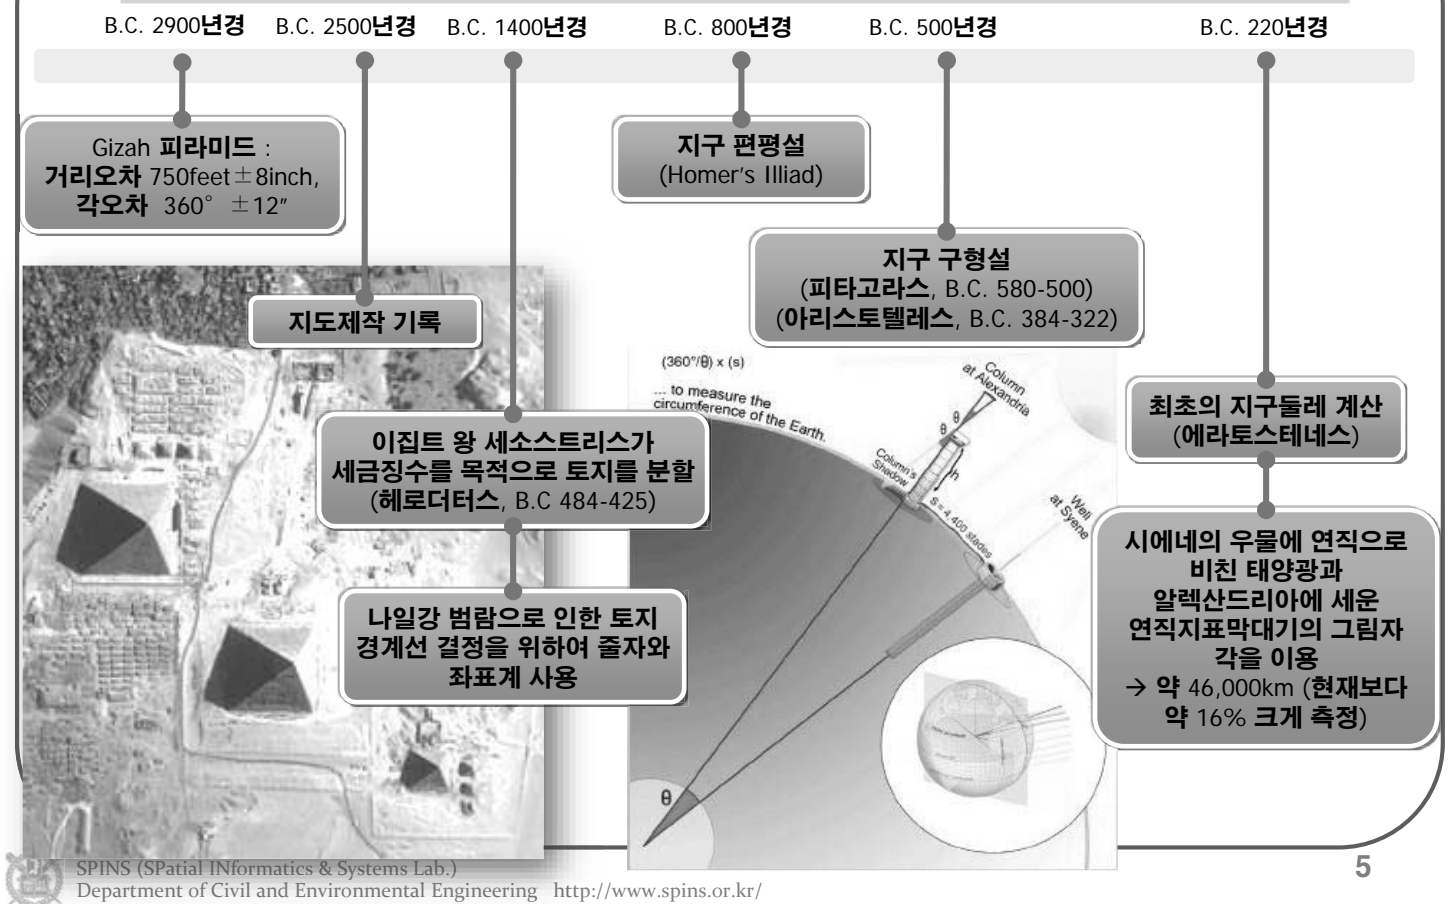 B.C. 2900년경
B.C. 2500년경
B.C. 1400년경
B.C. 800년경
B.C. 500년경
B.C. 220년경
Gizah 피라미드 :
거리오차 750feet±8inch,
각오차 360° ±12″
지도제작 기록
이집트 왕 세소스트리스가
세금징수를 목적으로 토지를 분할
(헤로더터스, B.C 484-425)
나일강 범람으로 인한 토지
경계선 결정을 위하여 줄자와
좌표계 사용
지구 편평설
(Homer's Illiad)
지구 구형설
(피타고라스, B.C. 580-500)
(아리스토텔레스, B.C. 384-322)
최초의 지구둘레 계산
(에라토스테네스)
시에네의 우물에 연직으로
비친 태양광과
알렉산드리아에 세운
연직지표막대기의 그림자
각을 이용
→ 약 46,000km (현재보다
약 16% 크게 측정)
(360°/θ) x (s)
... to measure the
circumference of the Earth.
Column
at Alexandria
θ
θ
Column's
Shadow
h
S = 4,400 stades
Well
at Syene
θ
SPINS (SPatial INformatics & Systems Lab.)
Department of Civil and Environmental Engineering http://www.spins.or.kr/
5